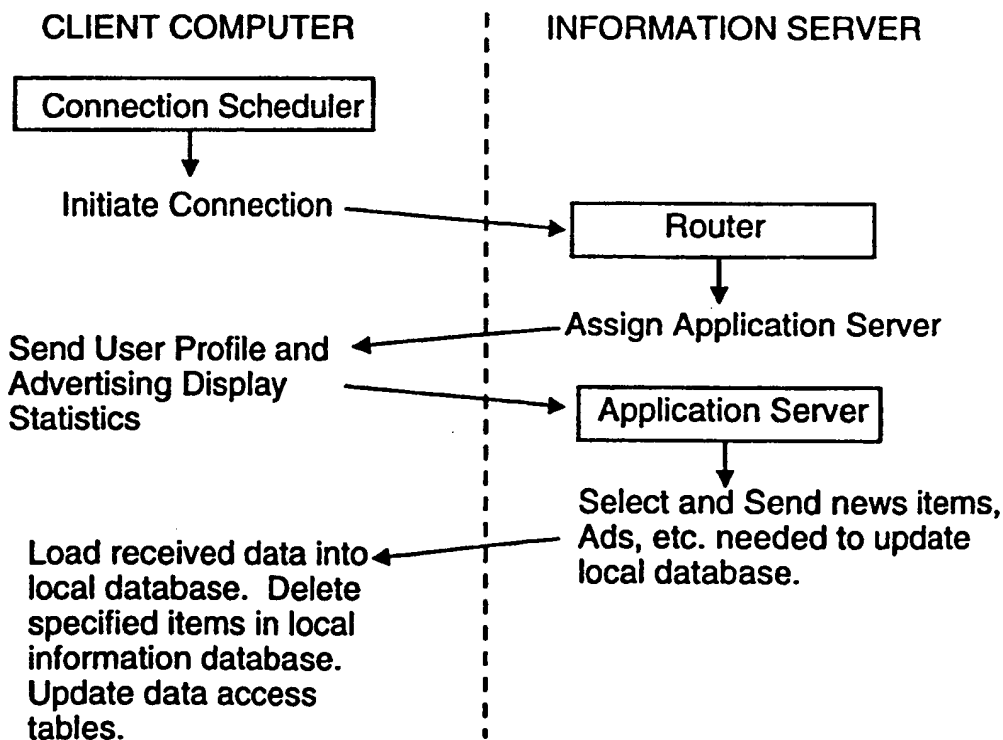 CLIENT COMPUTER
INFORMATION SERVER
Connection Scheduler
Initiate Connection
Router
Assign Application Server
Send User Profile and
Advertising Display
Statistics
Application Server
Select and Send news items,
Ads, etc. needed to update
local database.
Load received data into
local database. Delete
specified items in local
information database.
Update data access
tables.